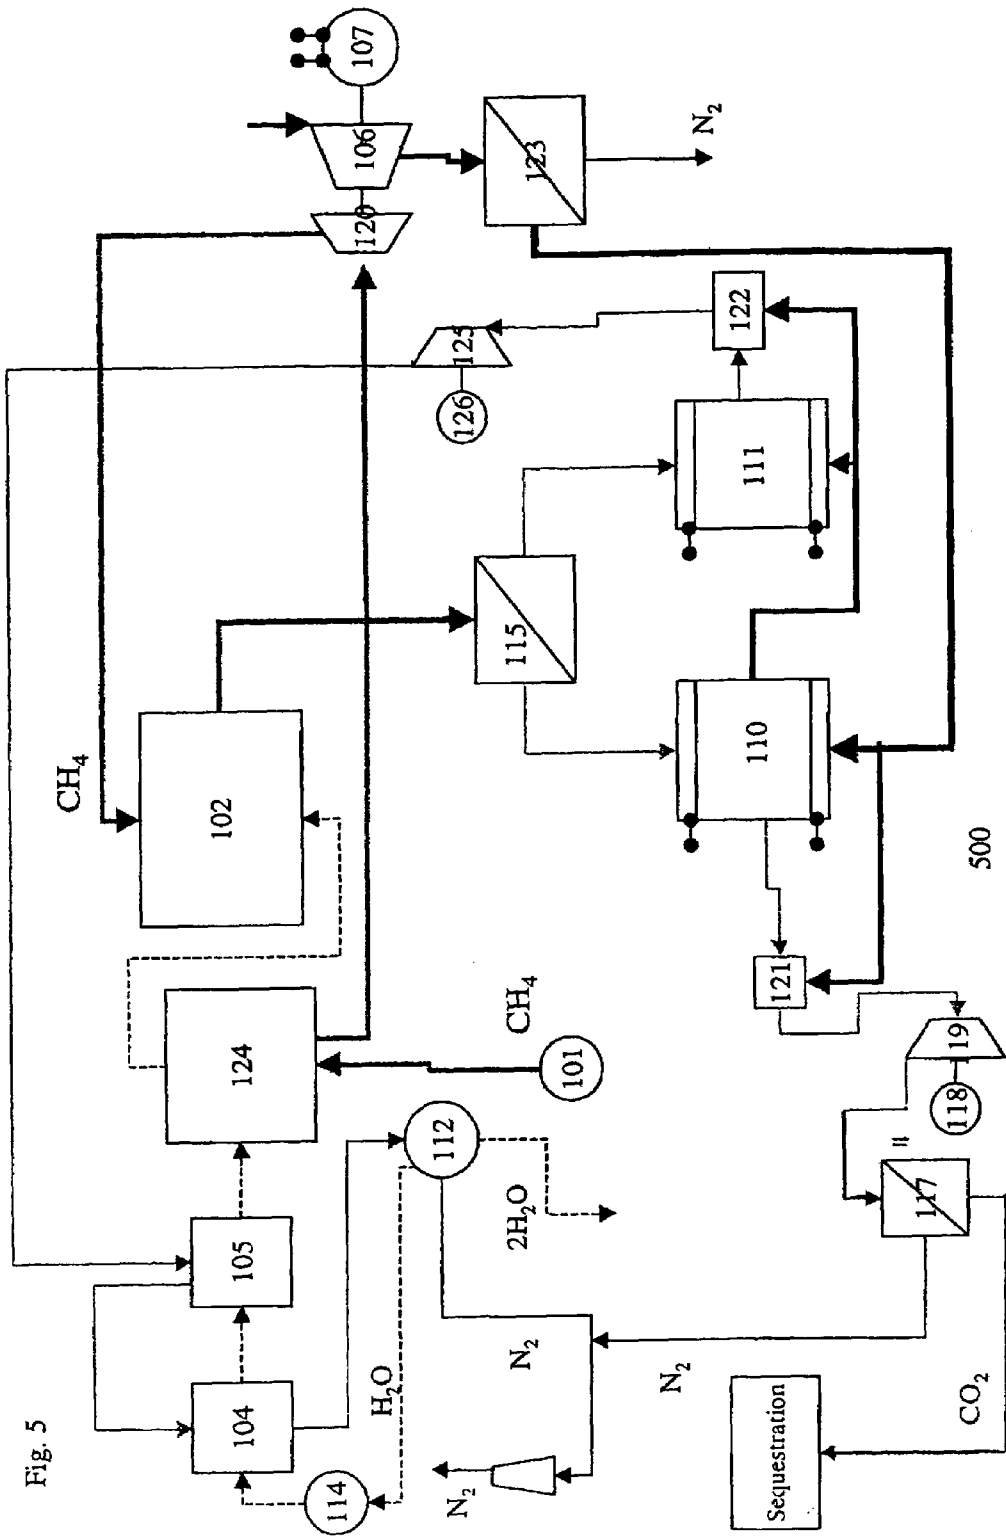 Fig. 5
104
105
124
102
CH₄
114
H₂O
112
2H₂O
101
CH₄
N₂
N₂
N₂
115
126
125
120
106
107
123
N₂
110
111
122
121
19
118
=
117
Sequestration
CO₂
500